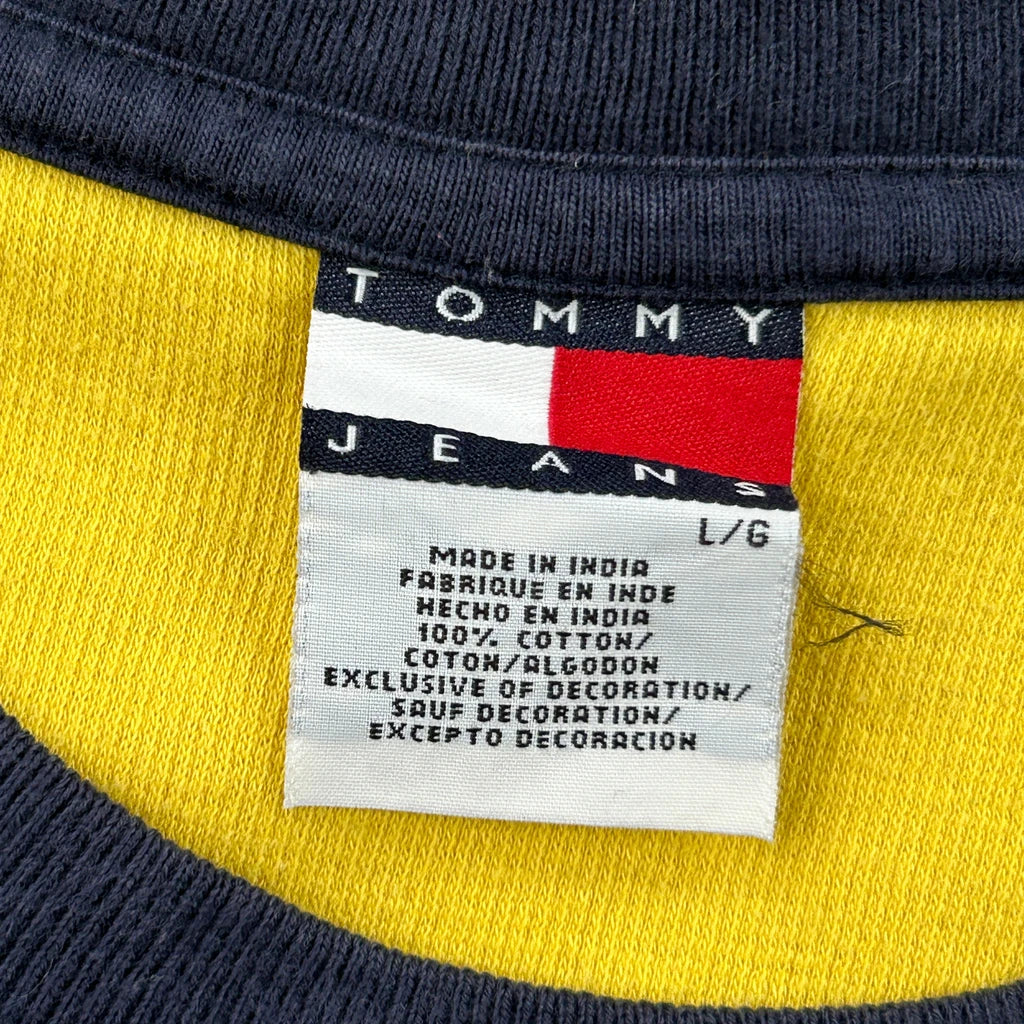 TOMMY
JEANS
L/G
MADE IN INDIA
FABRIQUE EN INDE
HECHO EN INDIA
100% COTTON/
COTON/ALGODON
EXCLUSIVE OF DECORATION/
SAUF DECORATION/
EXCEPTO DECORACION